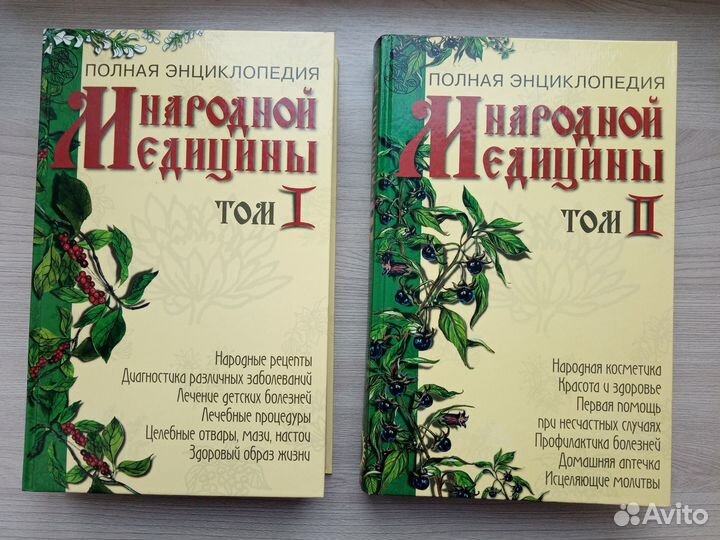 ПОЛНАЯ ЭНЦИКЛОПЕДИЯ
НАРОДНОЙ
МЕДИЦИНЫ
ТОМ I
Народные рецепты
Диагностика различных заболеваний
Лечение детских болезней
Лечебные процедуры
Целебные отвары, мази, настои
Здоровый образ жизни
ПОЛНАЯ ЭНЦИКЛОПЕДИЯ
НАРОДНОЙ
МЕДИЦИНЫ
ТОМ II
Народная косметика
Красота и здоровье
Первая помощь
при несчастных случаях
Профилактика болезней
Домашняя аптечка
Исцеляющие молитвы
Avito